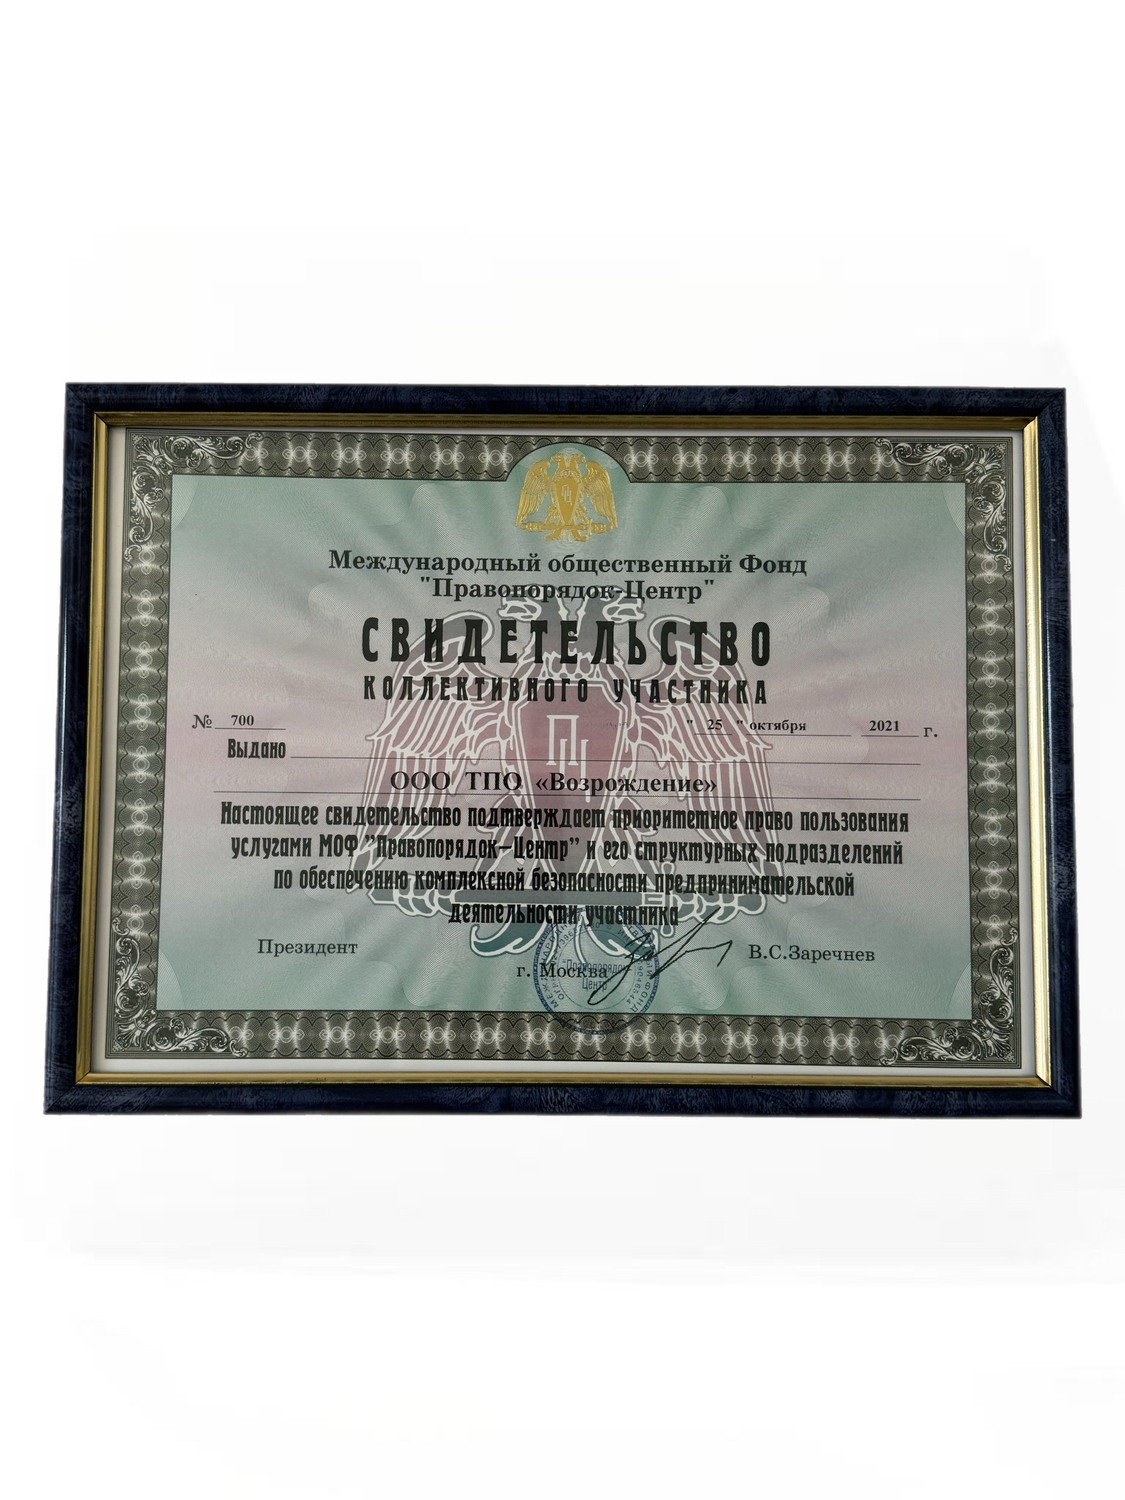 Международный общественный Фонд
"Правопорядок-Центр"
СВИДЕТЕЛЬСТВО
КОЛЛЕКТИВНОГО УЧАСТНИКА
№ 700 " 25 " октября 2021 г.
Выдано
ООО ТПО «Возрождение»
Настоящее свидетельство подтверждает приоритетное право пользования
услугами МОФ "Правопорядок-Центр" и его структурных подразделений
по обеспечению комплексной безопасности предпринимательской
деятельности участника
Президент В.С.Заречнев
г. Москва
"Правопорядок
Центр"